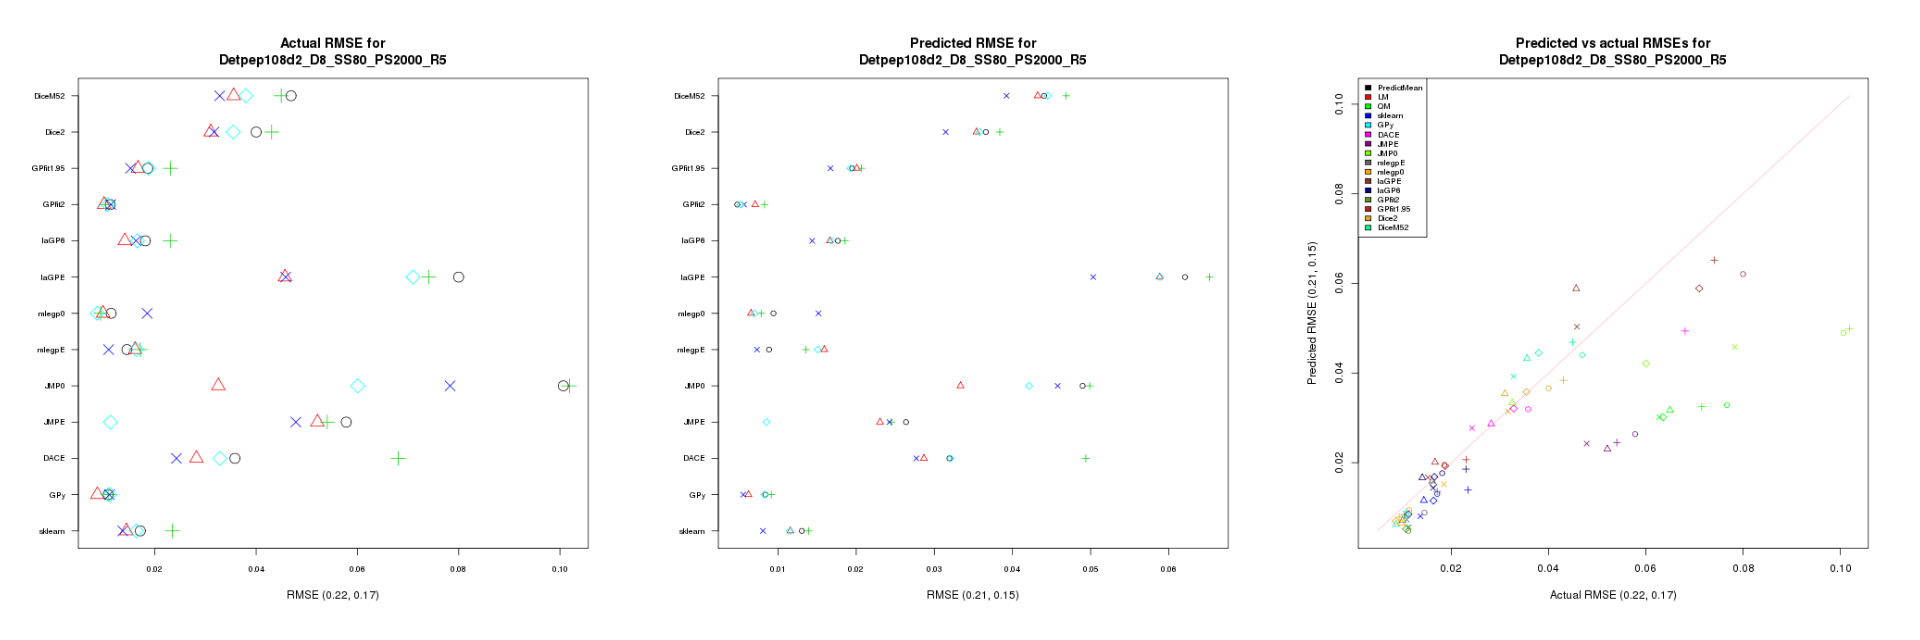 Actual RMSE for
Detpep108d2_D8_SS80_PS2000_R5
DiceM52
Dice2
GPfit1.95
GPfit2
laGP6
laGPE
mlegp0
mlegpE
JMP0
JMPE
DACE
GPy
sklearn
0.02 0.04 0.06 0.08 0.10
RMSE (0.22, 0.17)
Predicted RMSE for
Detpep108d2_D8_SS80_PS2000_R5
DiceM52
Dice2
GPfit1.95
GPfit2
laGP6
laGPE
mlegp0
mlegpE
JMP0
JMPE
DACE
GPy
sklearn
0.01 0.02 0.03 0.04 0.05 0.06
RMSE (0.21, 0.15)
Predicted vs actual RMSEs for
Detpep108d2_D8_SS80_PS2000_R5
PredictMean
LM
QM
sklearn
GPy
DACE
JMPE
JMP0
mlegpE
mlegp0
laGPE
laGP6
GPfit2
GPfit1.95
Dice2
DiceM52
Predicted RMSE (0.21, 0.15)
0.10
0.08
0.06
0.04
0.02
0.02 0.04 0.06 0.08 0.10
Actual RMSE (0.22, 0.17)